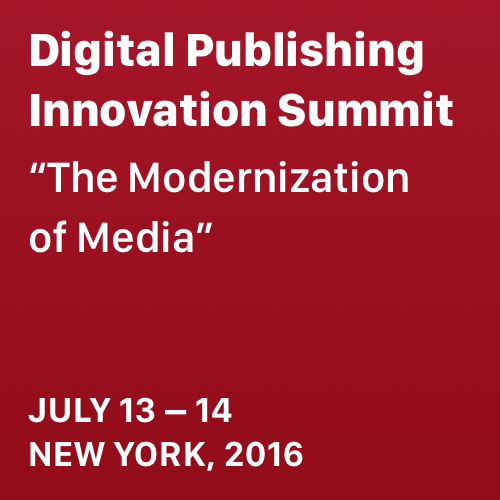 Digital Publishing
Innovation Summit
“The Modernization
of Media”
JULY 13 – 14
NEW YORK, 2016